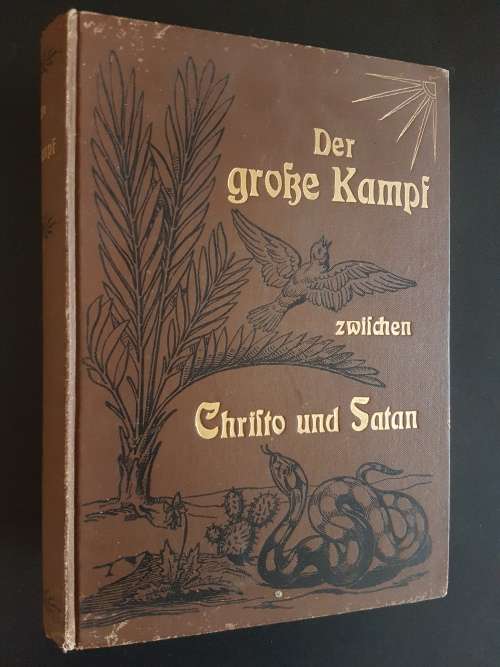 Der
große Kampf
zwiſchen
Chriſto und Satan